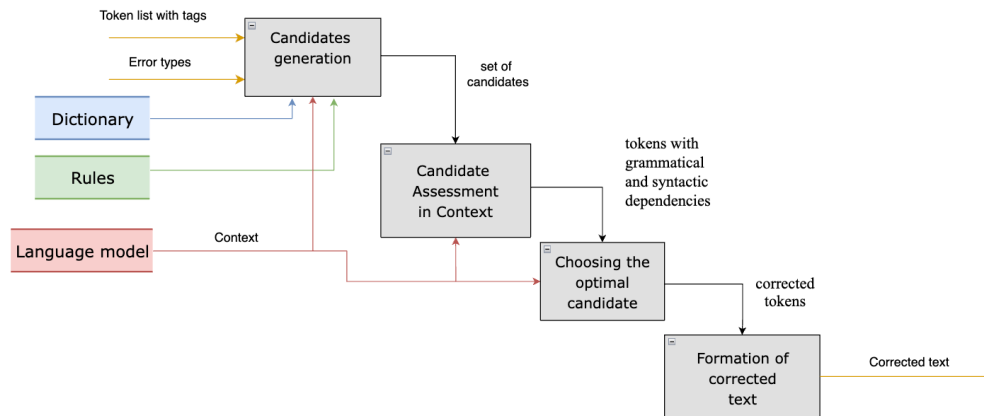 Token list with tags
Error types
Candidates
generation
set of
candidates
Dictionary
Rules
Language model
Context
Candidate
Assessment
in Context
tokens with
grammatical
and syntactic
dependencies
Choosing the
optimal
candidate
corrected
tokens
Formation of
corrected
text
Corrected text